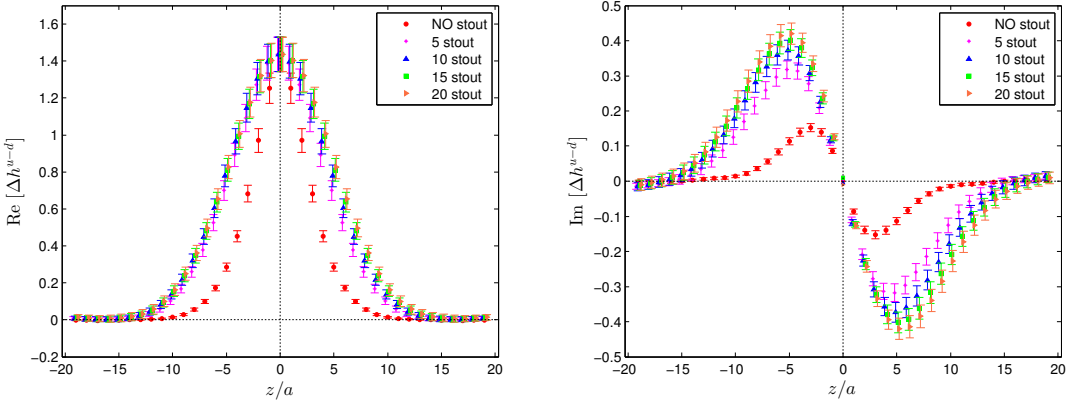 1.6
1.4
1.2
1
0.8
0.6
0.4
0.2
0
−0.2
Re [Δh^{u−d}]
−20 −15 −10 −5 0 5 10 15 20
z/a
NO stout
5 stout
10 stout
15 stout
20 stout
0.5
0.4
0.3
0.2
0.1
0
−0.1
−0.2
−0.3
−0.4
−0.5
Im [Δh^{u−d}]
−20 −15 −10 −5 0 5 10 15 20
z/a
NO stout
5 stout
10 stout
15 stout
20 stout